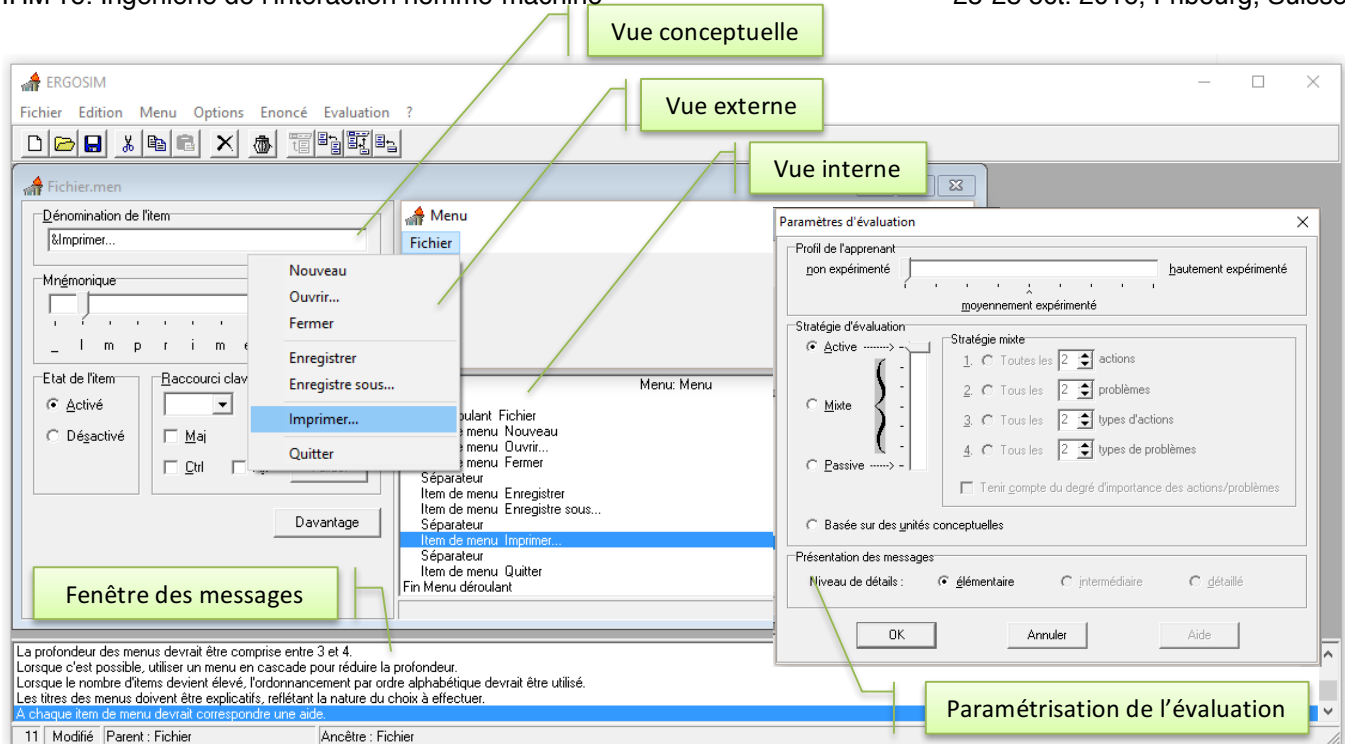 25-28 oct. 2016, Fribourg, Suisse
Vue conceptuelle
ERGOSIM
Fichier Edition Menu Options Enoncé Evaluation ?
Vue externe
Vue interne
Fichier.men
Dénomination de l'item
&Imprimer...
Mnémonique
_ I m p r i m e
Etat de l'item
Activé
Désactivé
Raccourci clav
Maj
Ctrl
Davantage
Menu
Fichier
Nouveau
Ouvrir...
Fermer
Enregistrer
Enregistre sous...
Imprimer...
Quitter
Menu: Menu
oulant Fichier
menu Nouveau
menu Ouvrir...
menu Fermer
Séparateur
Item de menu Enregistrer
Item de menu Enregistre sous...
Séparateur
Item de menu Imprimer...
Séparateur
Item de menu Quitter
Fin Menu déroulant
Paramètres d'évaluation
Profil de l'apprenant
non expérimenté
hautement expérimenté
moyennement expérimenté
Stratégie d'évaluation
Active ------->
Mixte
Passive ----->
Stratégie mixte
1. Toutes les 2 actions
2. Tous les 2 problèmes
3. Tous les 2 types d'actions
4. Tous les 2 types de problèmes
Tenir compte du degré d'importance des actions/problèmes
Basée sur des unités conceptuelles
Présentation des messages
Niveau de détails : élémentaire intermédiaire détaillé
OK Annuler Aide
Fenêtre des messages
La profondeur des menus devrait être comprise entre 3 et 4.
Lorsque c'est possible, utiliser un menu en cascade pour réduire la profondeur.
Lorsque le nombre d'items devient élevé, l'ordonnancement par ordre alphabétique devrait être utilisé.
Les titres des menus doivent être explicatifs, reflétant la nature du choix à effectuer.
A chaque item de menu devrait correspondre une aide.
Paramétrisation de l'évaluation
11 Modifié Parent : Fichier Ancêtre : Fichier